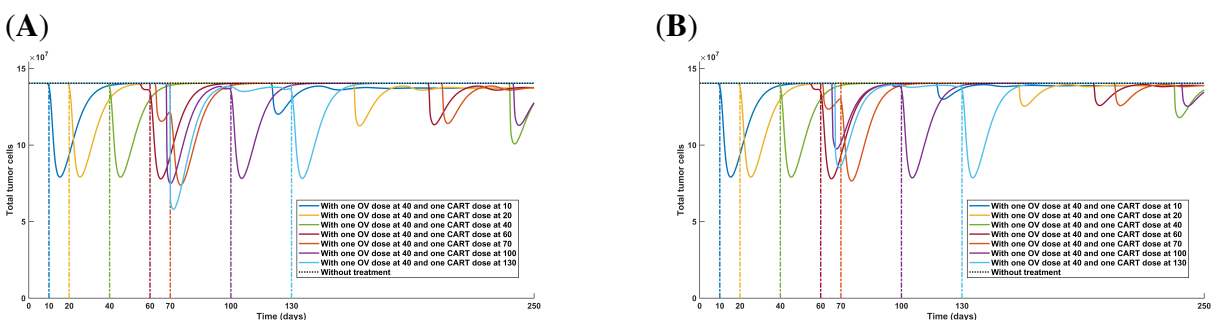 (A)
×10⁷
15
10
5
0
Total tumor cells
With one OV dose at 40 and one CART dose at 10
With one OV dose at 40 and one CART dose at 20
With one OV dose at 40 and one CART dose at 40
With one OV dose at 40 and one CART dose at 60
With one OV dose at 40 and one CART dose at 70
With one OV dose at 40 and one CART dose at 100
With one OV dose at 40 and one CART dose at 130
Without treatment
0 10 20 40 60 70 100 130 250
Time (days)
(B)
×10⁷
15
10
5
0
Total tumor cells
With one OV dose at 40 and one CART dose at 10
With one OV dose at 40 and one CART dose at 20
With one OV dose at 40 and one CART dose at 40
With one OV dose at 40 and one CART dose at 60
With one OV dose at 40 and one CART dose at 70
With one OV dose at 40 and one CART dose at 100
With one OV dose at 40 and one CART dose at 130
Without treatment
0 10 20 40 60 70 100 130 250
Time (days)